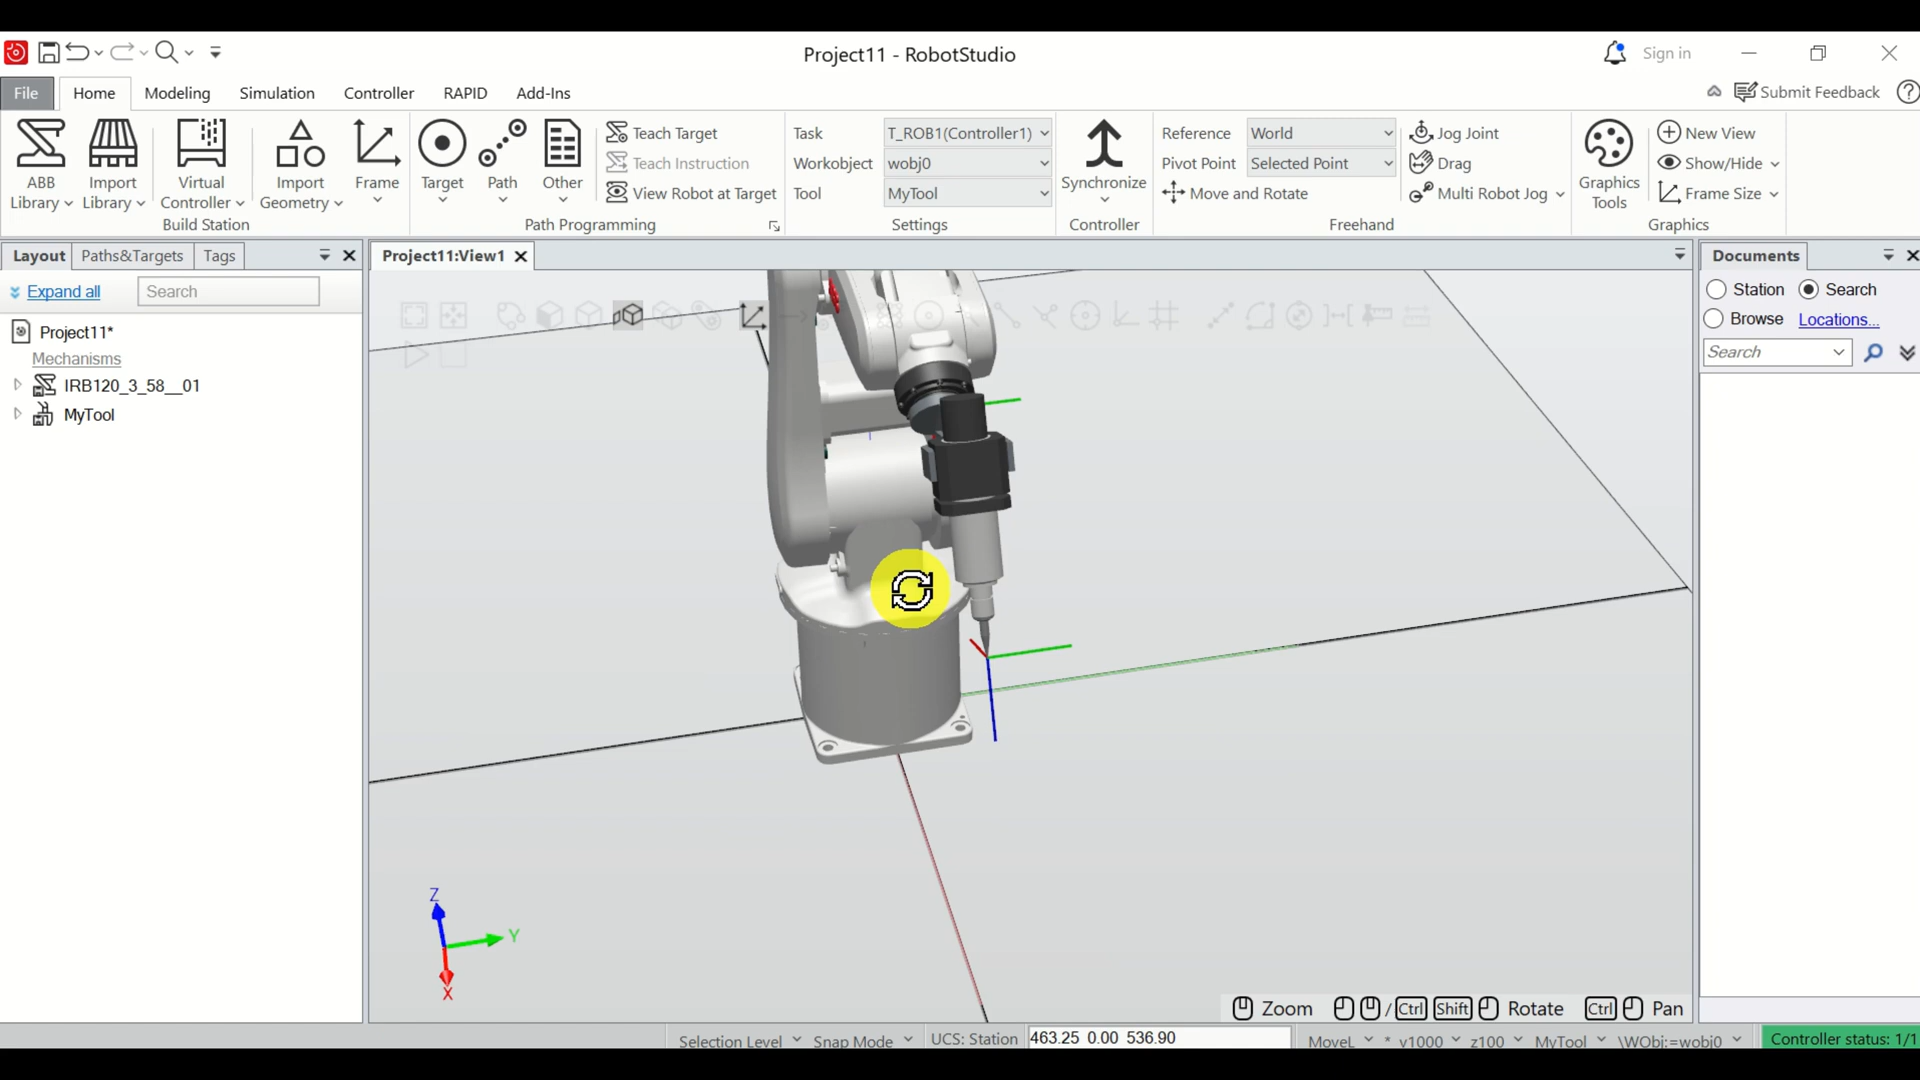 Project11 - RobotStudio
Sign in
File Home Modeling Simulation Controller RAPID Add-Ins
Submit Feedback
ABB Library
Import Library
Virtual Controller
Import Geometry
Frame
Build Station
Target
Path
Other
Teach Target
Teach Instruction
View Robot at Target
Path Programming
Task T_ROB1(Controller1)
Workobject wobj0
Tool MyTool
Settings
Synchronize
Controller
Reference World
Pivot Point Selected Point
Move and Rotate
Jog Joint
Drag
Multi Robot Jog
Freehand
Graphics Tools
New View
Show/Hide
Frame Size
Graphics
Layout Paths&Targets Tags
Expand all Search
Project11*
Mechanisms
IRB120_3_58__01
MyTool
Project11:View1
Documents
Station Search
Browse Locations...
Search
Z
Y
X
Zoom / Ctrl Shift Rotate Ctrl Pan
Selection Level Snap Mode UCS: Station 463.25 0.00 536.90 MoveL * v1000 z100 MyTool \WObj:=wobj0 Controller status: 1/1